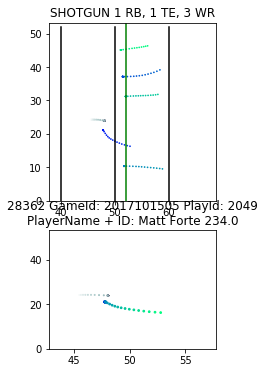 SHOTGUN 1 RB, 1 TE, 3 WR
50
40
30
20
10
0
40 50 60
28362 GameId: 2017101505 PlayId: 2049
PlayerName + ID: Matt Forte 234.0
40
20
0
45 50 55